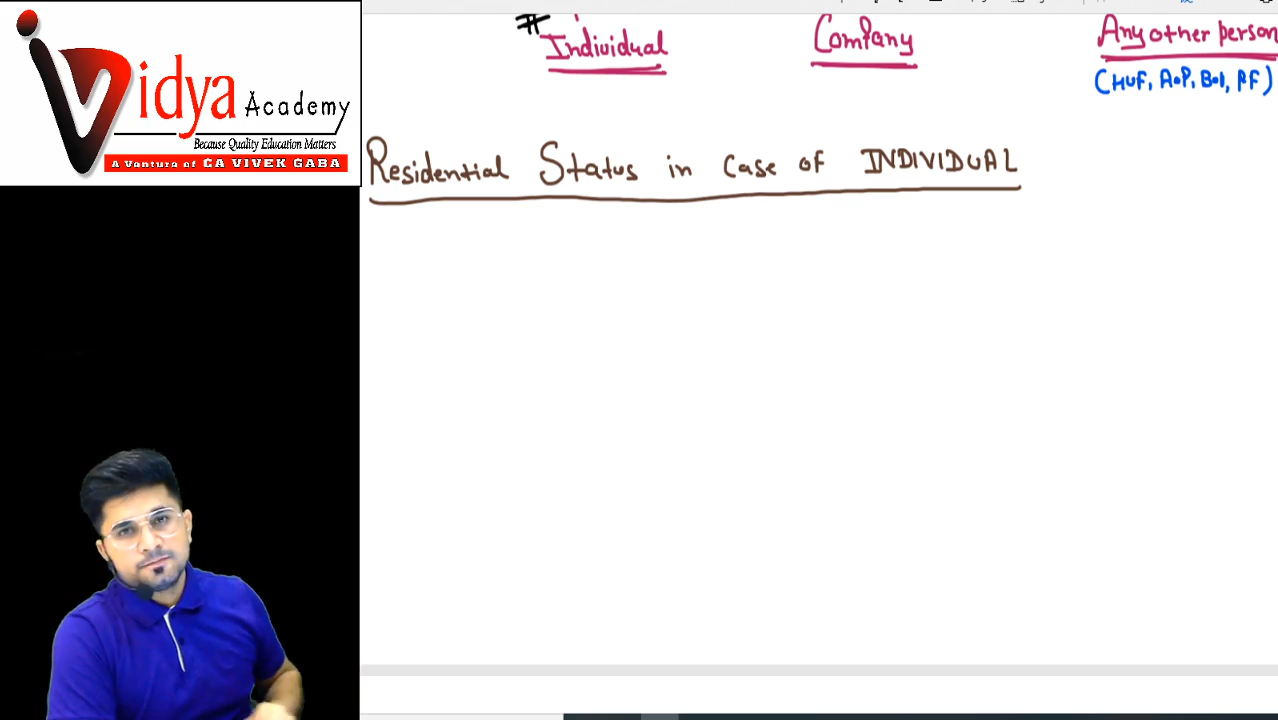 Vidya Academy
Because Quality Education Matters
A Vantura of CA VIVEK GABA
# Individual
Company
Any other person
(HUF, AOP, BOI, PF)
Residential Status in Case of INDIVIDUAL